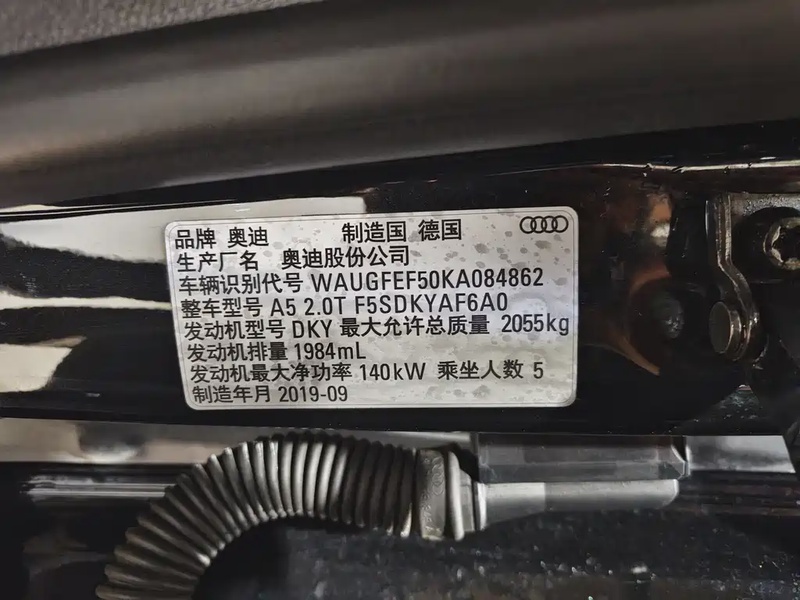 品牌 奥迪 制造国 德国
生产厂名 奥迪股份公司
车辆识别代号 WAUGFEF50KA084862
整车型号 A5 2.0T F5SDKYAF6A0
发动机型号 DKY 最大允许总质量 2055kg
发动机排量 1984mL
发动机最大净功率 140kW 乘坐人数 5
制造年月 2019-09